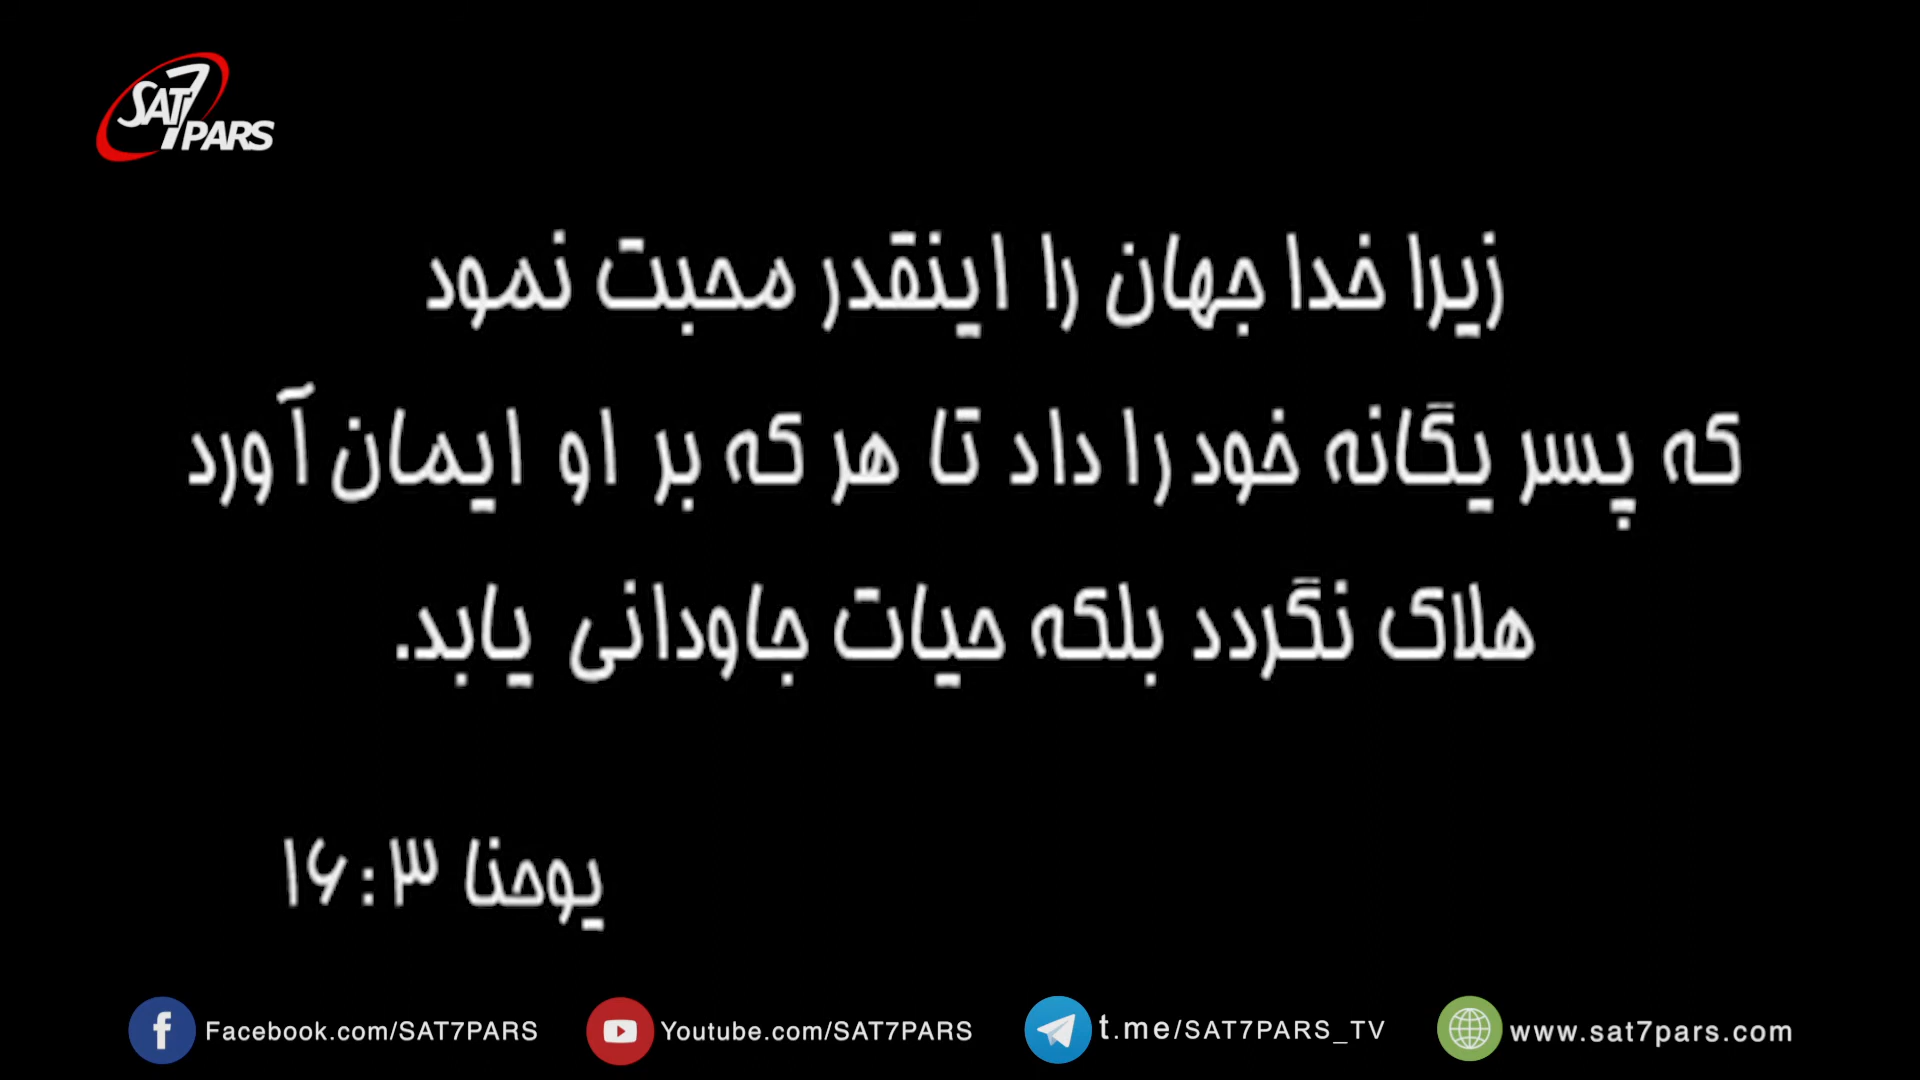 SAT7
PARS
زیرا خدا جهان را اینقدر محبت نمود
که پسر یگانه خود را داد تا هر که بر او ایمان آورد
هلاک نگردد بلکه حیات جاودانی یابد.
یوحنا ۳:۱۶
Facebook.com/SAT7PARS
Youtube.com/SAT7PARS
t.me/SAT7PARS_TV
www.sat7pars.com